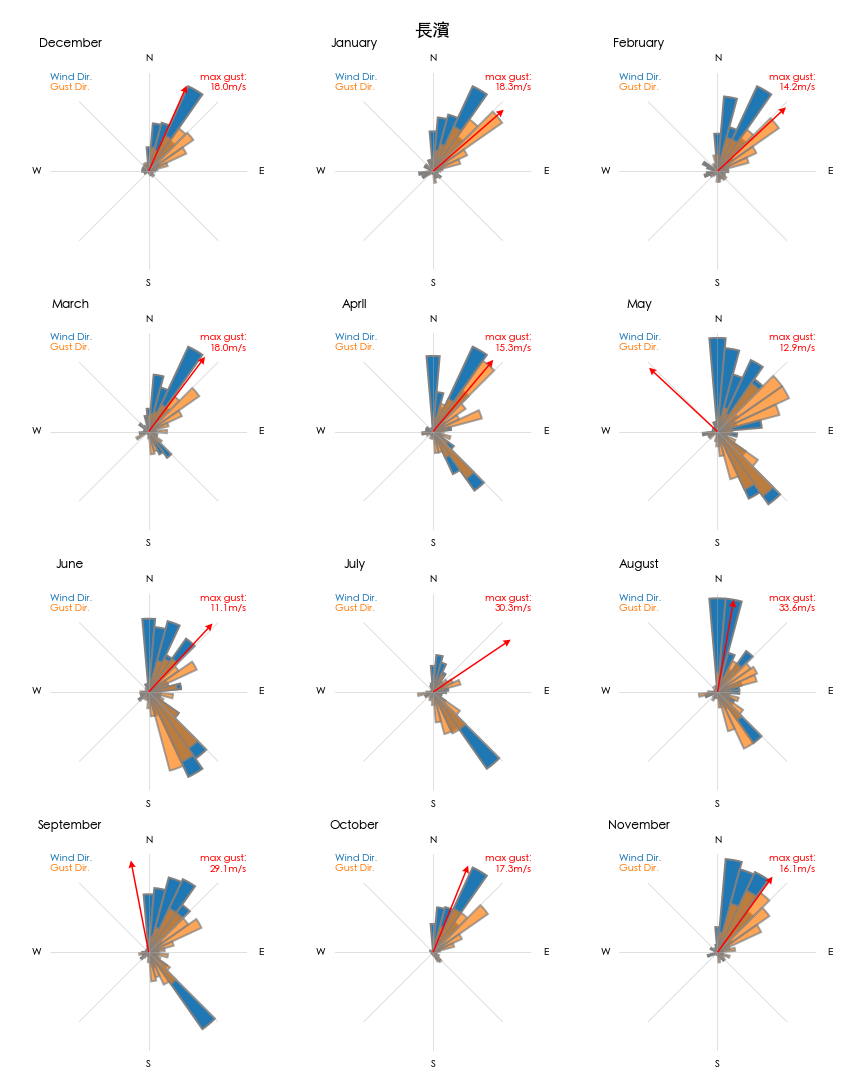 長濱
December
N
Wind Dir.
Gust Dir.
max gust:
18.0m/s
W
E
S
January
N
Wind Dir.
Gust Dir.
max gust:
18.3m/s
W
E
S
February
N
Wind Dir.
Gust Dir.
max gust:
14.2m/s
W
E
S
March
N
Wind Dir.
Gust Dir.
max gust:
18.0m/s
W
E
S
April
N
Wind Dir.
Gust Dir.
max gust:
15.3m/s
W
E
S
May
N
Wind Dir.
Gust Dir.
max gust:
12.9m/s
W
E
S
June
N
Wind Dir.
Gust Dir.
max gust:
11.1m/s
W
E
S
July
N
Wind Dir.
Gust Dir.
max gust:
30.3m/s
W
E
S
August
N
Wind Dir.
Gust Dir.
max gust:
33.6m/s
W
E
S
September
N
Wind Dir.
Gust Dir.
max gust:
29.1m/s
W
E
S
October
N
Wind Dir.
Gust Dir.
max gust:
17.3m/s
W
E
S
November
N
Wind Dir.
Gust Dir.
max gust:
16.1m/s
W
E
S